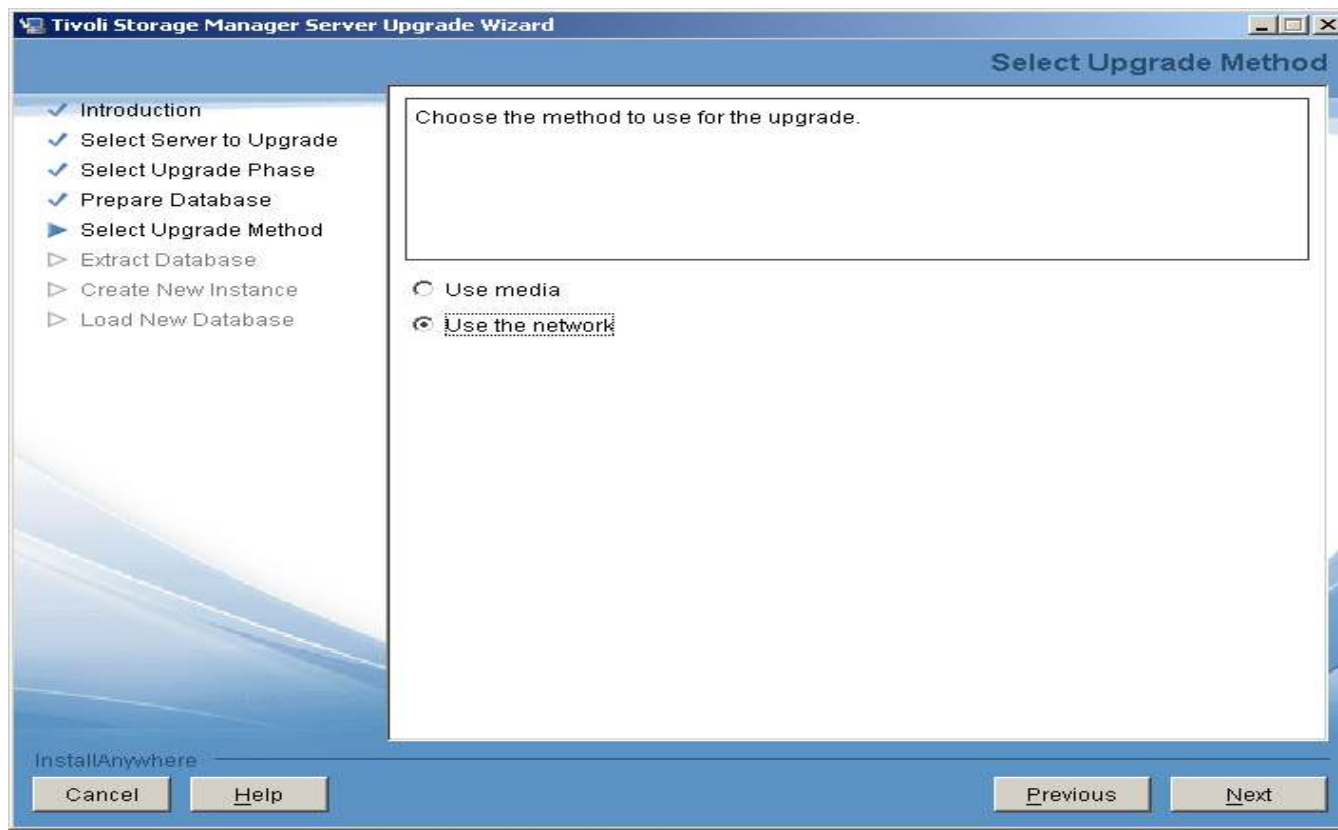 Tivoli Storage Manager Server Upgrade Wizard
Select Upgrade Method
Introduction
Select Server to Upgrade
Select Upgrade Phase
Prepare Database
Select Upgrade Method
Extract Database
Create New Instance
Load New Database
Choose the method to use for the upgrade.
Use media
Use the network
InstallAnywhere
Cancel
Help
Previous
Next